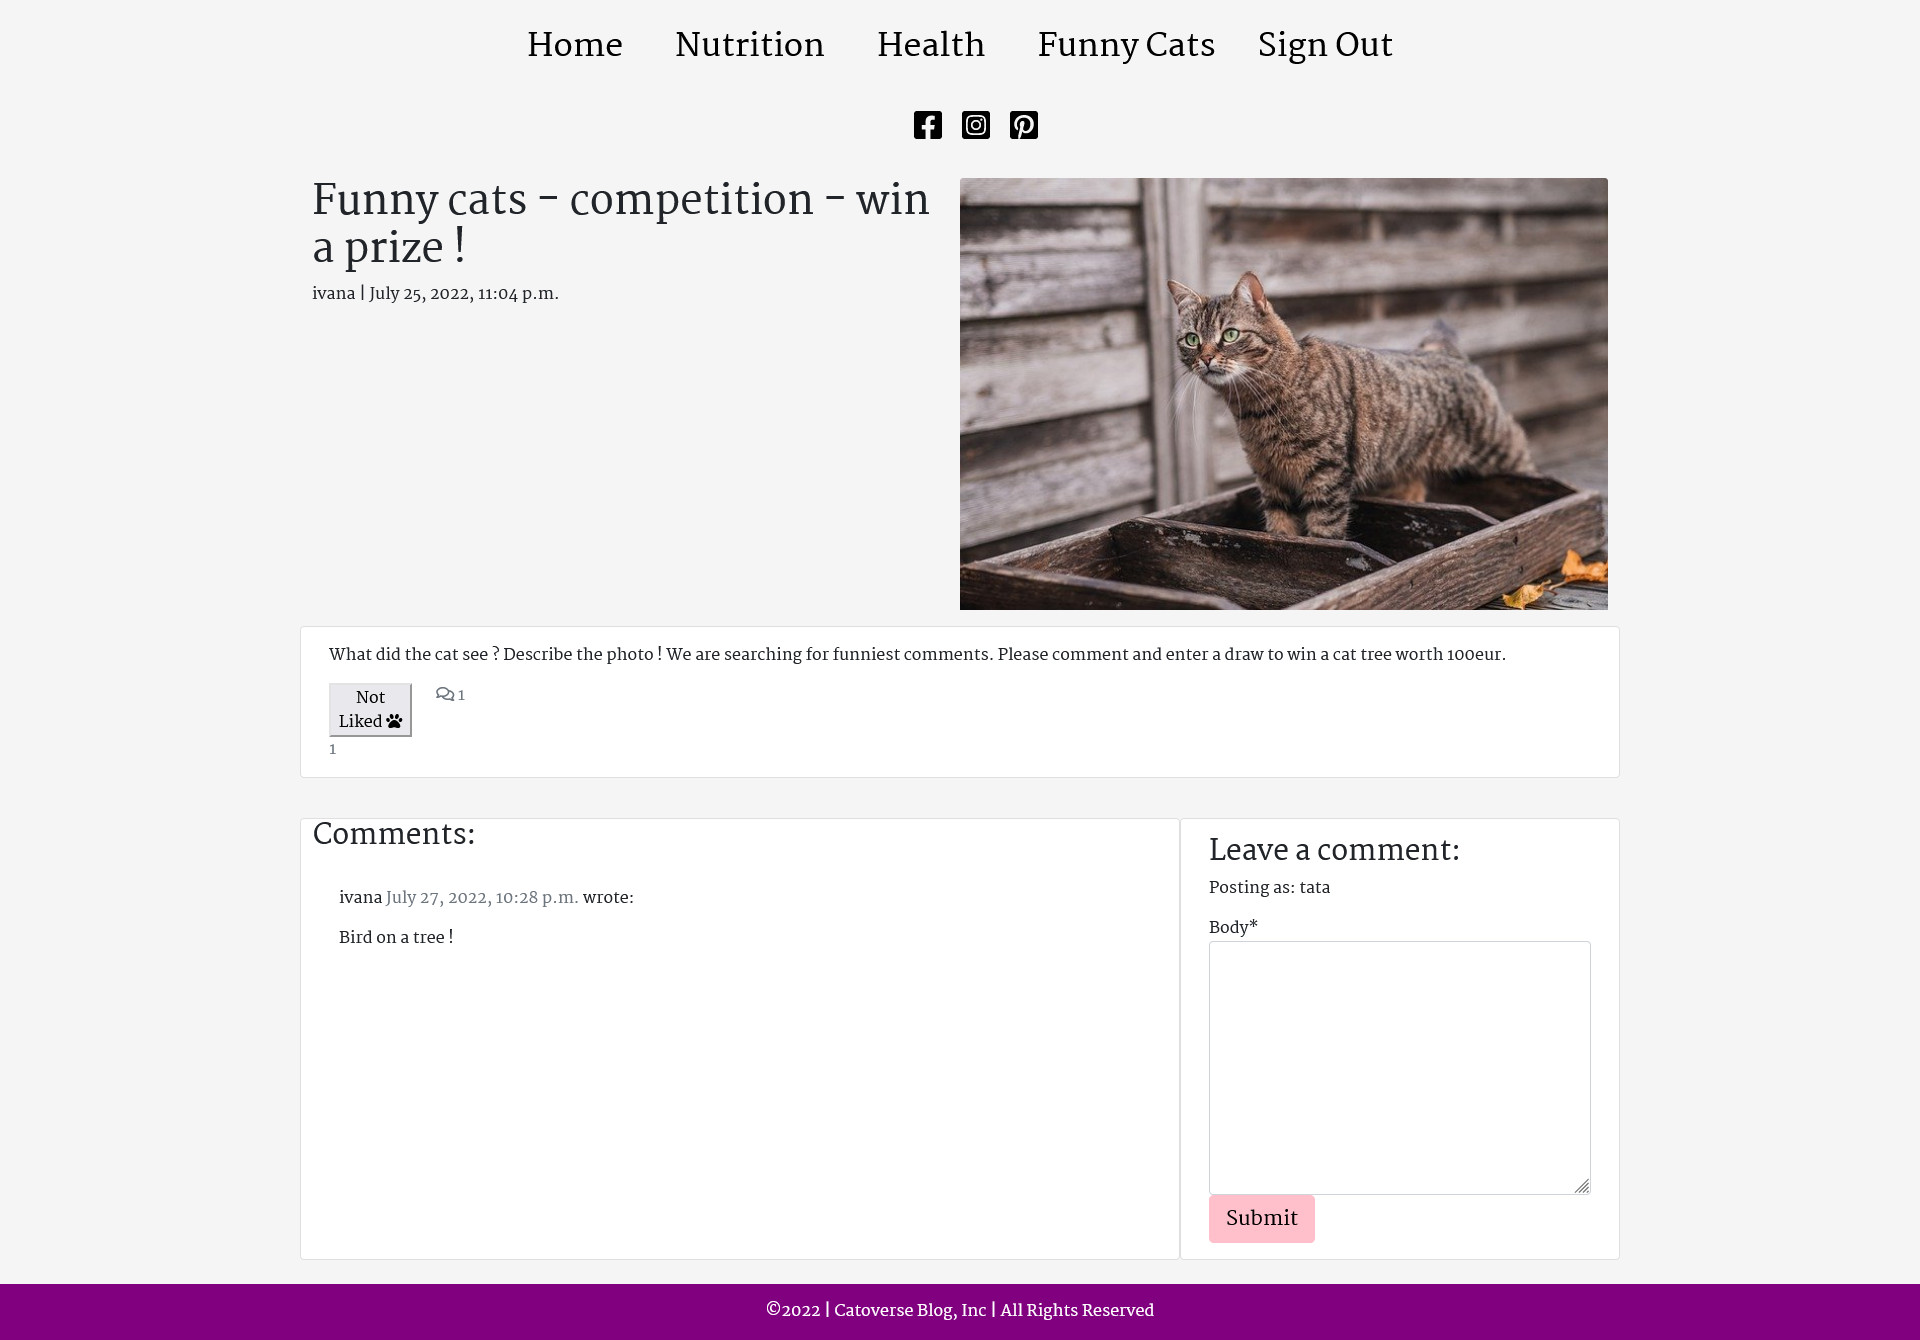 Home Nutrition Health Funny Cats Sign Out
Funny cats - competition - win
a prize !
ivana | July 25, 2022, 11:04 p.m.
What did the cat see ? Describe the photo ! We are searching for funniest comments. Please comment and enter a draw to win a cat tree worth 100eur.
Not
Liked
1
1
Comments:
ivana July 27, 2022, 10:28 p.m. wrote:
Bird on a tree !
Leave a comment:
Posting as: tata
Body*
Submit
©2022 | Catoverse Blog, Inc | All Rights Reserved